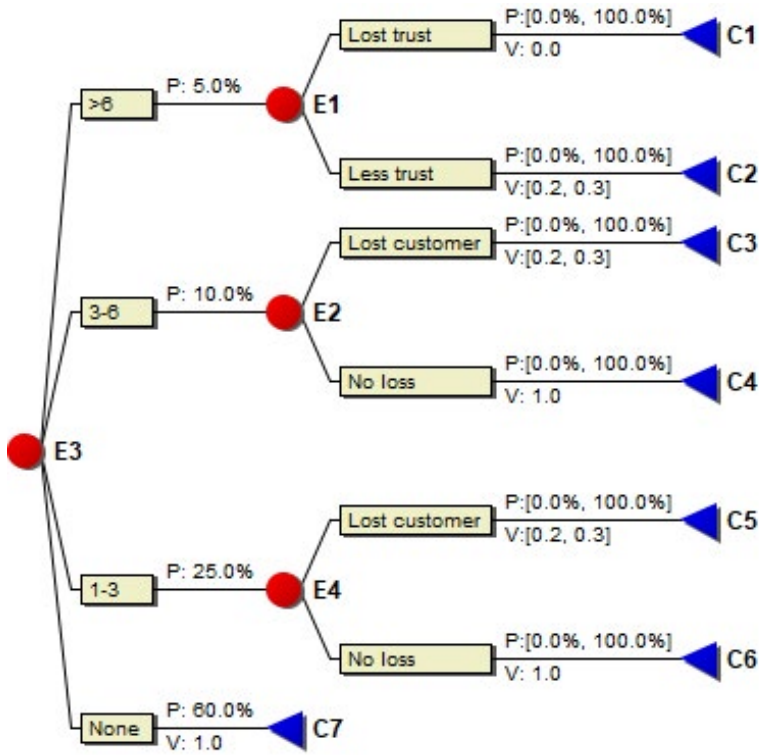 Lost trust
P:[0.0%, 100.0%]
V: 0.0
C1
>6
P: 5.0%
E1
Less trust
P:[0.0%, 100.0%]
V:[0.2, 0.3]
C2
Lost customer
P:[0.0%, 100.0%]
V:[0.2, 0.3]
C3
3-6
P: 10.0%
E2
No loss
P:[0.0%, 100.0%]
V: 1.0
C4
E3
Lost customer
P:[0.0%, 100.0%]
V:[0.2, 0.3]
C5
1-3
P: 25.0%
E4
No loss
P:[0.0%, 100.0%]
V: 1.0
C6
None
P: 60.0%
V: 1.0
C7